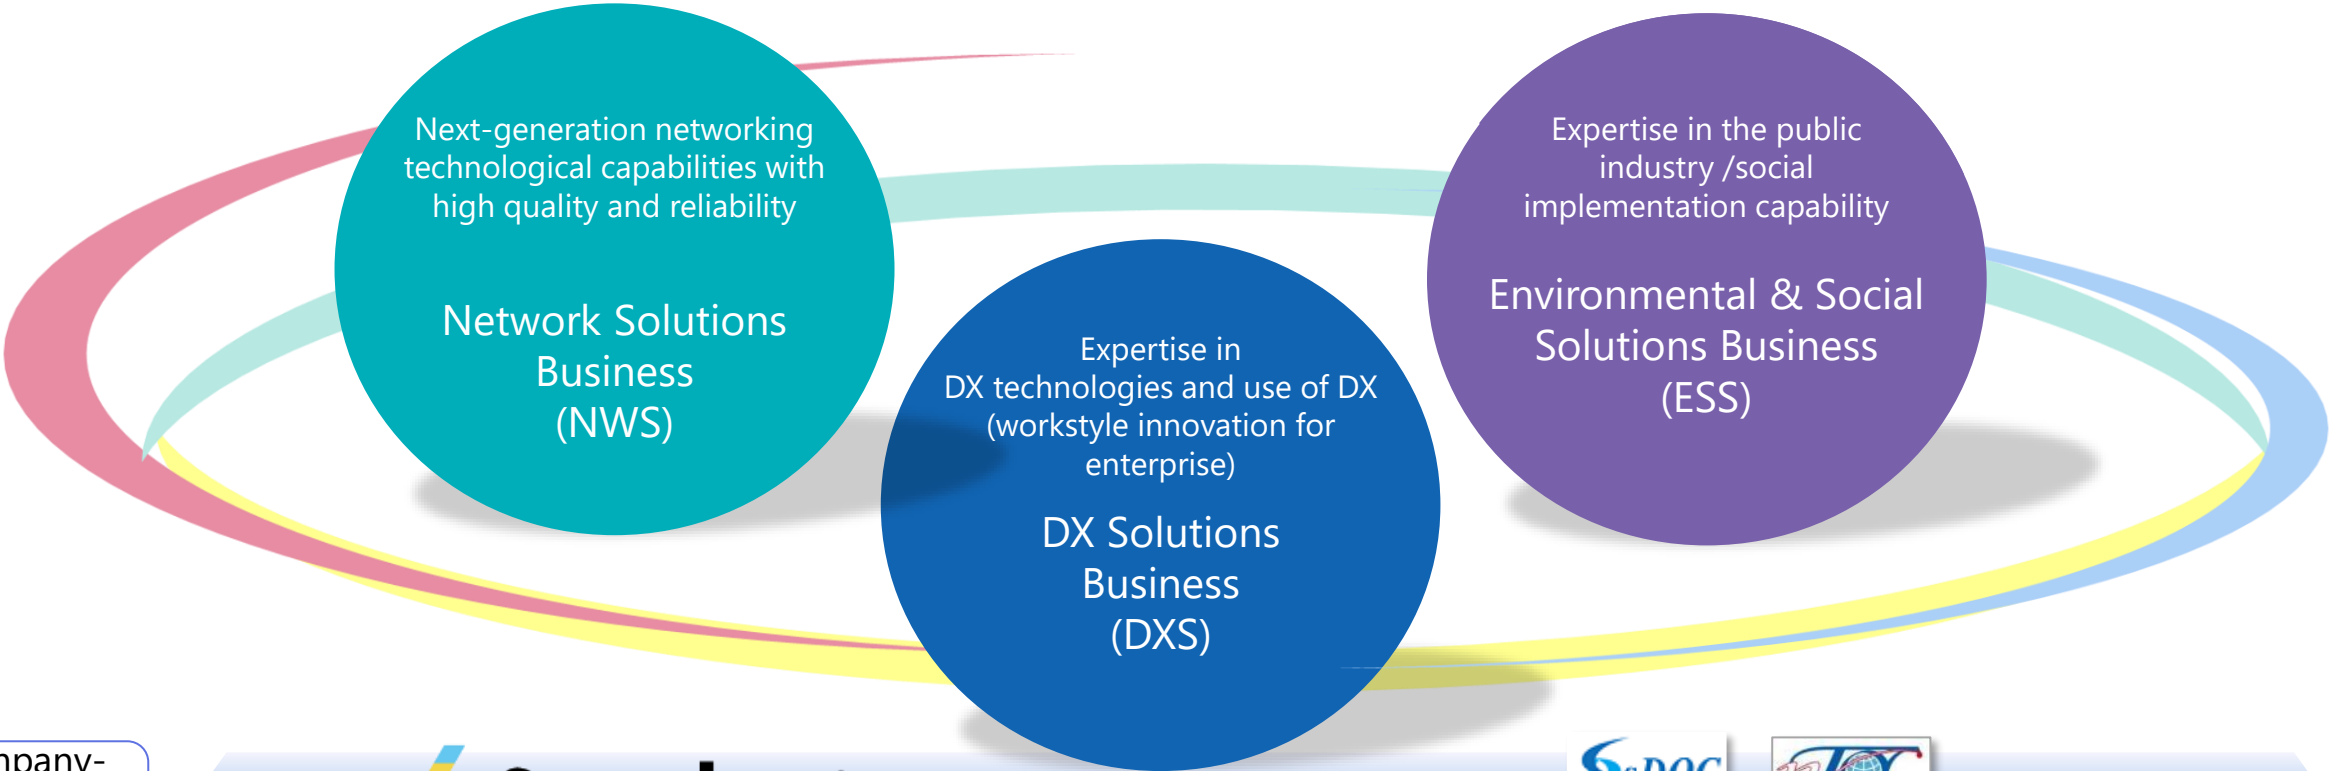 Next-generation networking
technological capabilities with
high quality and reliability
Network Solutions
Business
(NWS)
Expertise in
DX technologies and use of DX
(workstyle innovation for
enterprise)
DX Solutions
Business
(DXS)
Expertise in the public
industry /social
implementation capability
Environmental & Social
Solutions Business
(ESS)